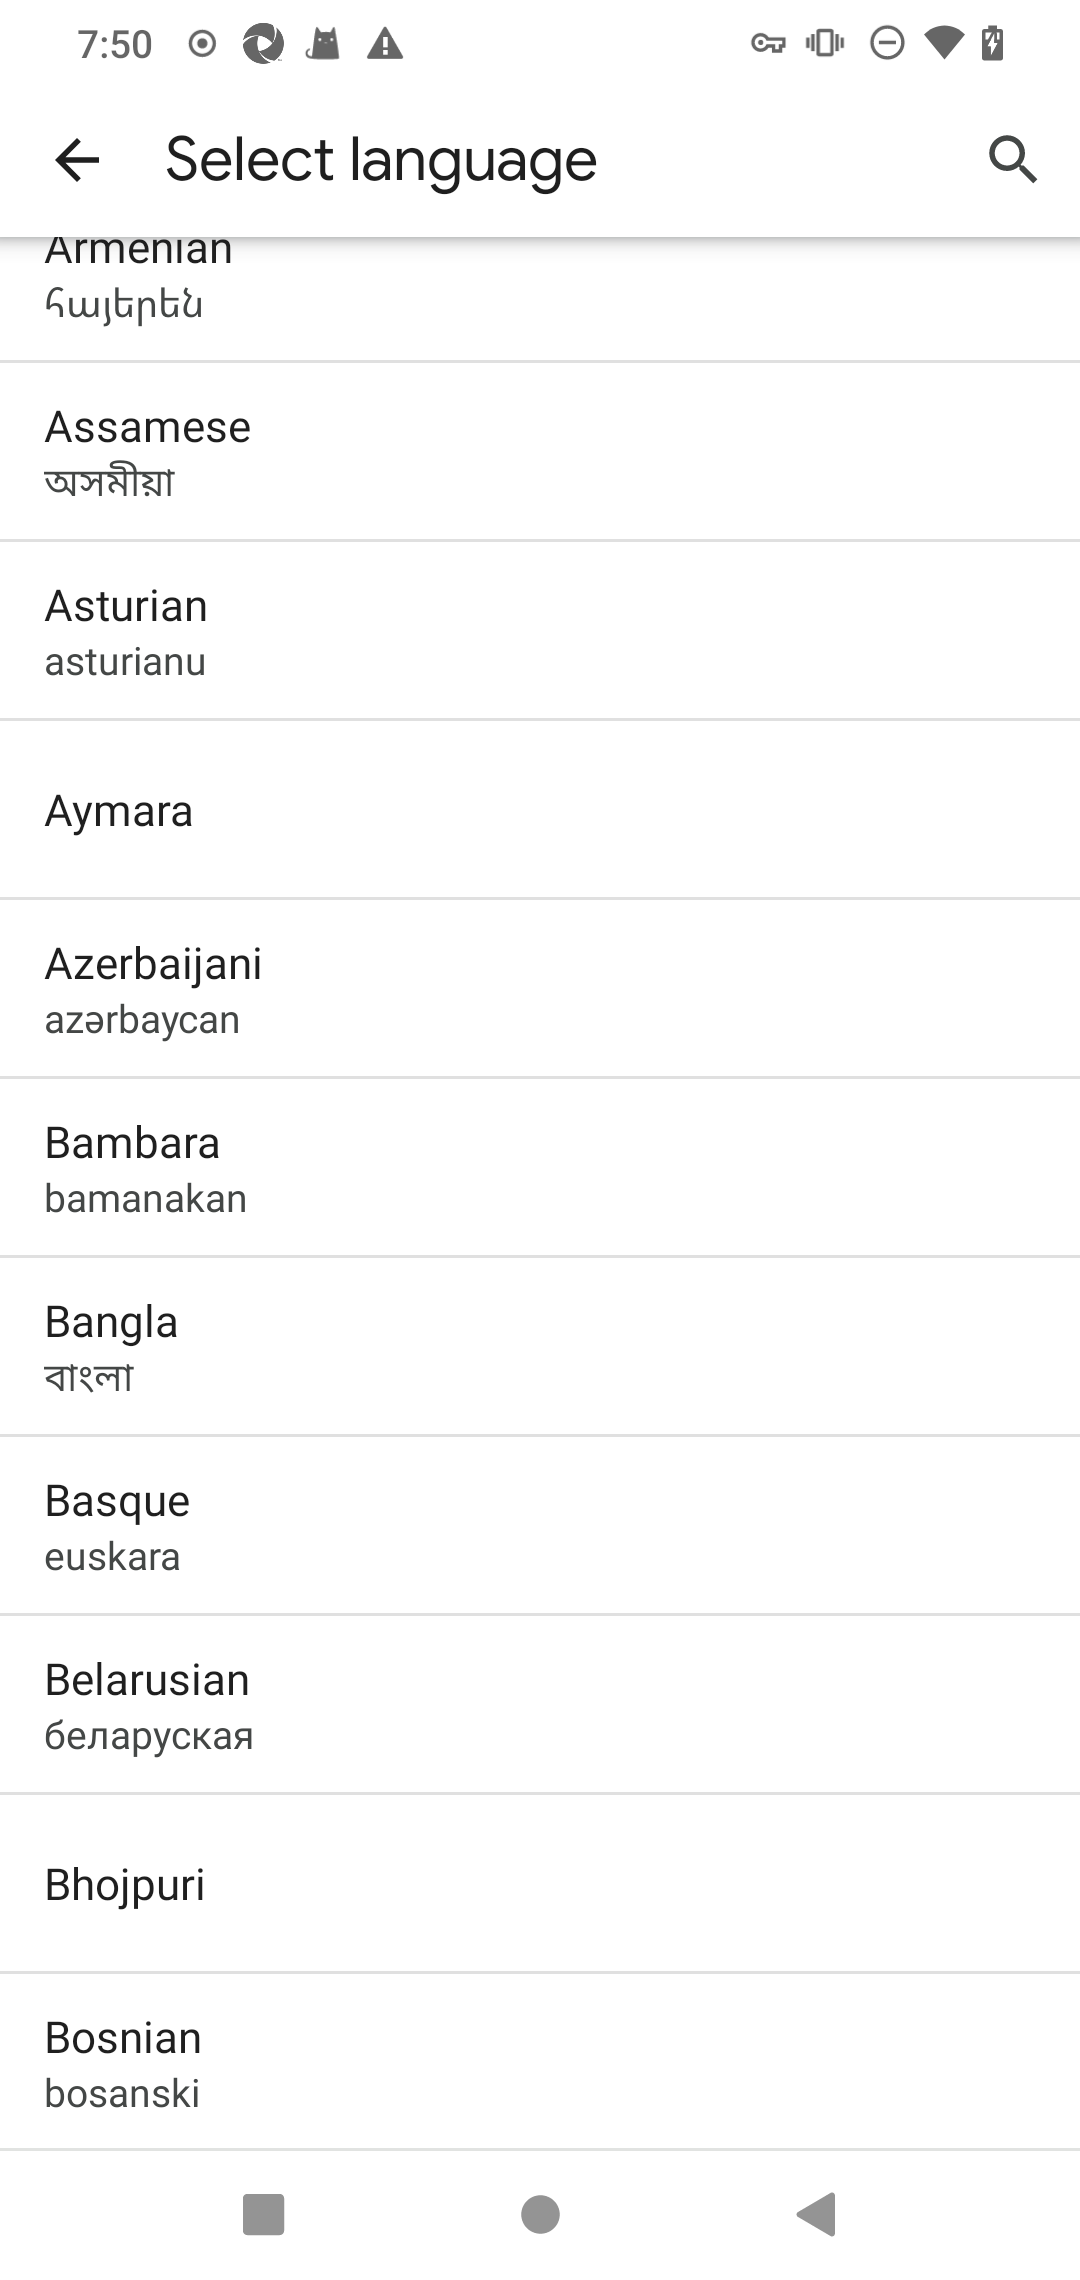 7:50
Select language
Armenian
հայերեն
Assamese
অসমীয়া
Asturian
asturianu
Aymara
Azerbaijani
azərbaycan
Bambara
bamanakan
Bangla
বাংলা
Basque
euskara
Belarusian
беларуская
Bhojpuri
Bosnian
bosanski